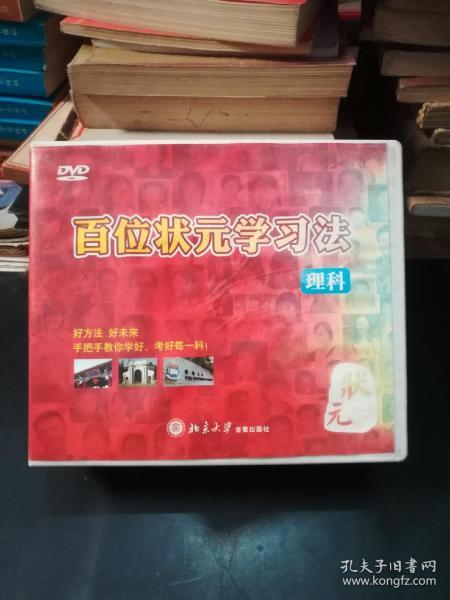 DVD
百位状元学习法
理科
好方法 好未来
手把手教你学好、考好每一科!
狀元
北京大学音像出版社
孔夫子旧书网
www.kongfz.com